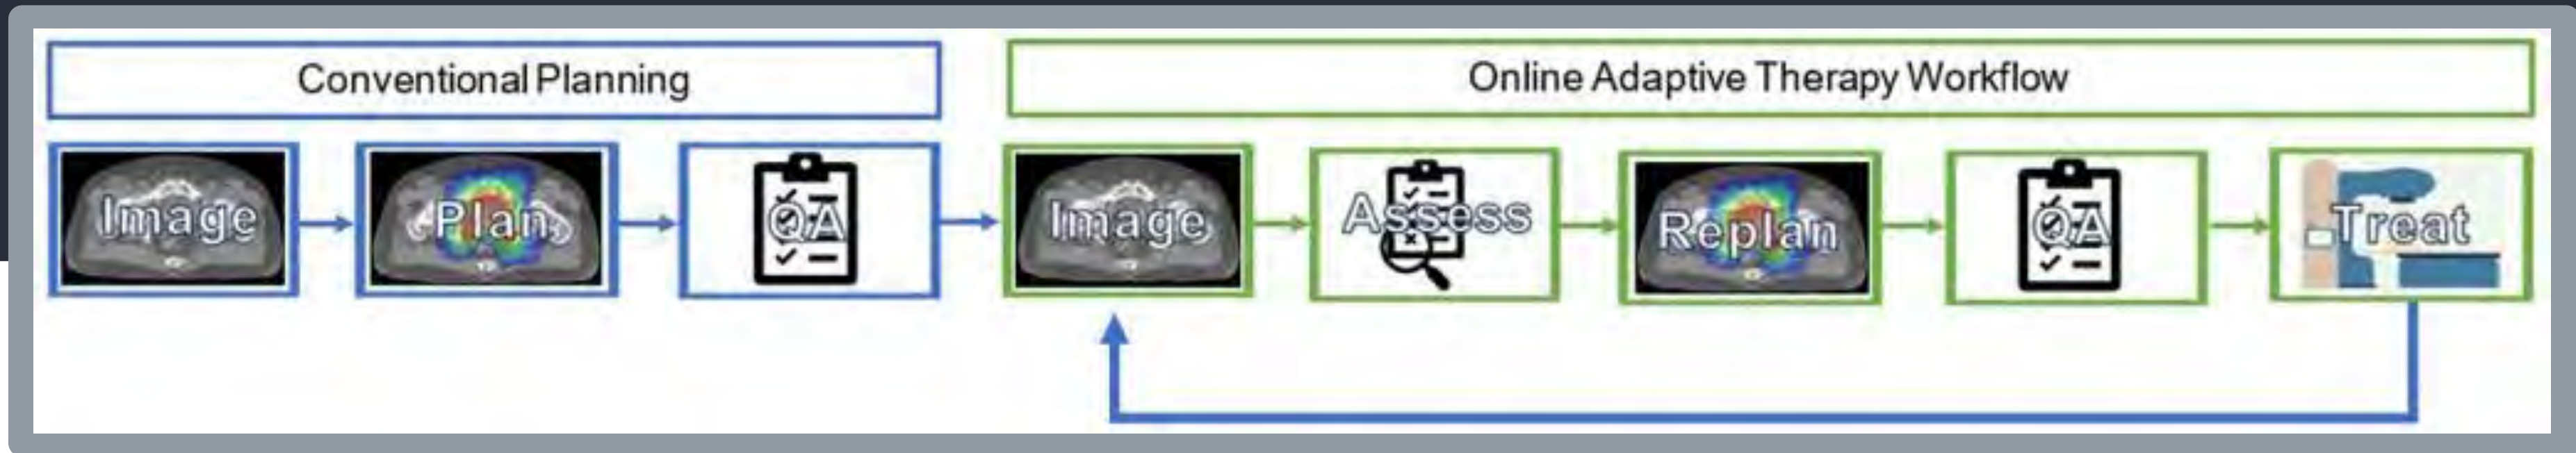 Conventional Planning
Online Adaptive Therapy Workflow
Image
Plan
QA
Image
Assess
Replan
QA
Treat